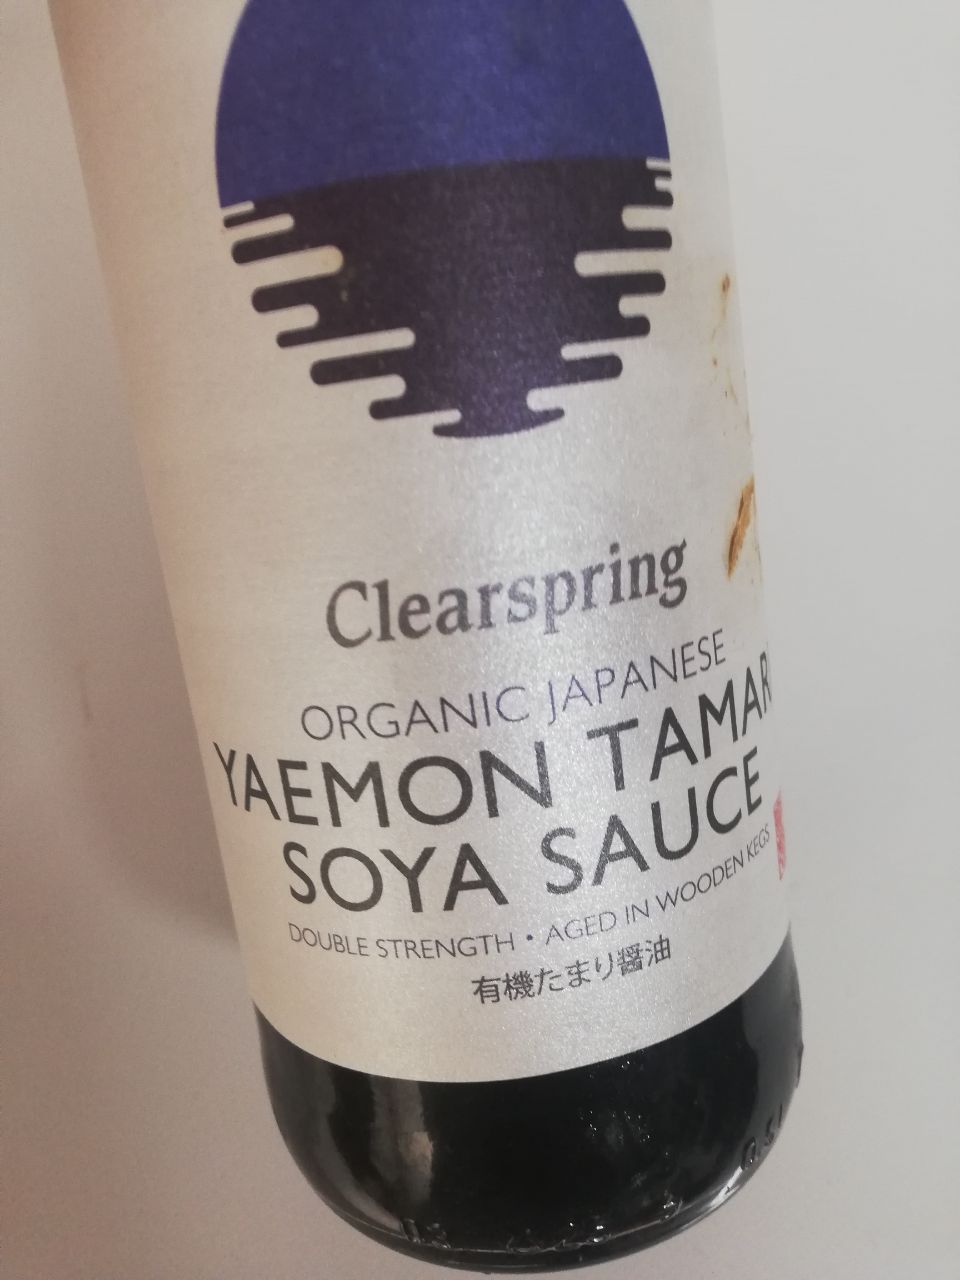 Clearspring
ORGANIC JAPANESE
YAEMON TAMARI
SOYA SAUCE
DOUBLE STRENGTH • AGED IN WOODEN KEGS
有機たまり醤油